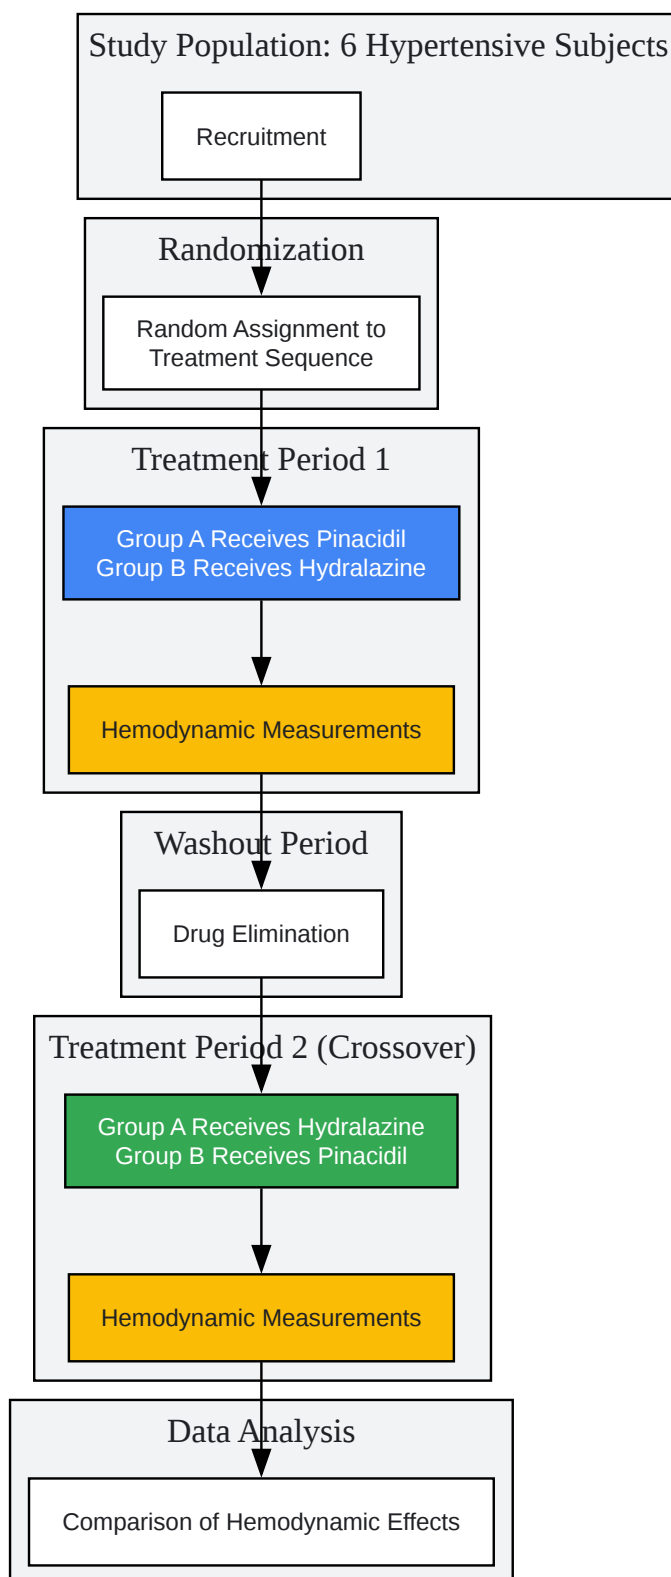 Study Population: 6 Hypertensive Subjects
Recruitment
Randomization
Random Assignment to
Treatment Sequence
Treatment Period 1
Group A Receives Pinacidil
Group B Receives Hydralazine
Hemodynamic Measurements
Washout Period
Drug Elimination
Treatment Period 2 (Crossover)
Group A Receives Hydralazine
Group B Receives Pinacidil
Hemodynamic Measurements
Data Analysis
Comparison of Hemodynamic Effects